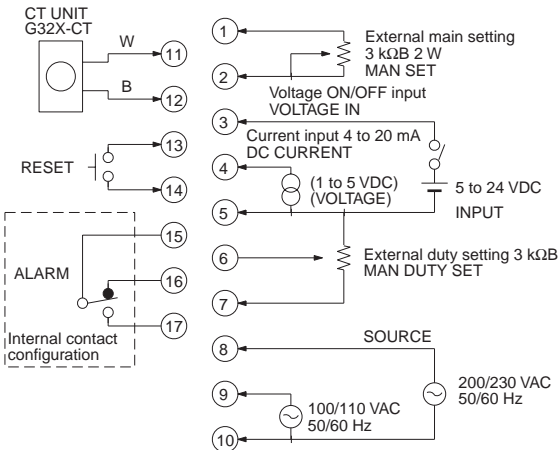 CT UNIT
G32X-CT
W
B
11
12
RESET
13
14
ALARM
15
16
17
Internal contact
configuration
1
External main setting
3 kΩB 2 W
MAN SET
2
Voltage ON/OFF input
VOLTAGE IN
3
Current input 4 to 20 mA
DC CURRENT
4
(1 to 5 VDC)
(VOLTAGE)
5 to 24 VDC
INPUT
5
6
External duty setting 3 kΩB
MAN DUTY SET
7
SOURCE
8
200/230 VAC
50/60 Hz
9
100/110 VAC
50/60 Hz
10